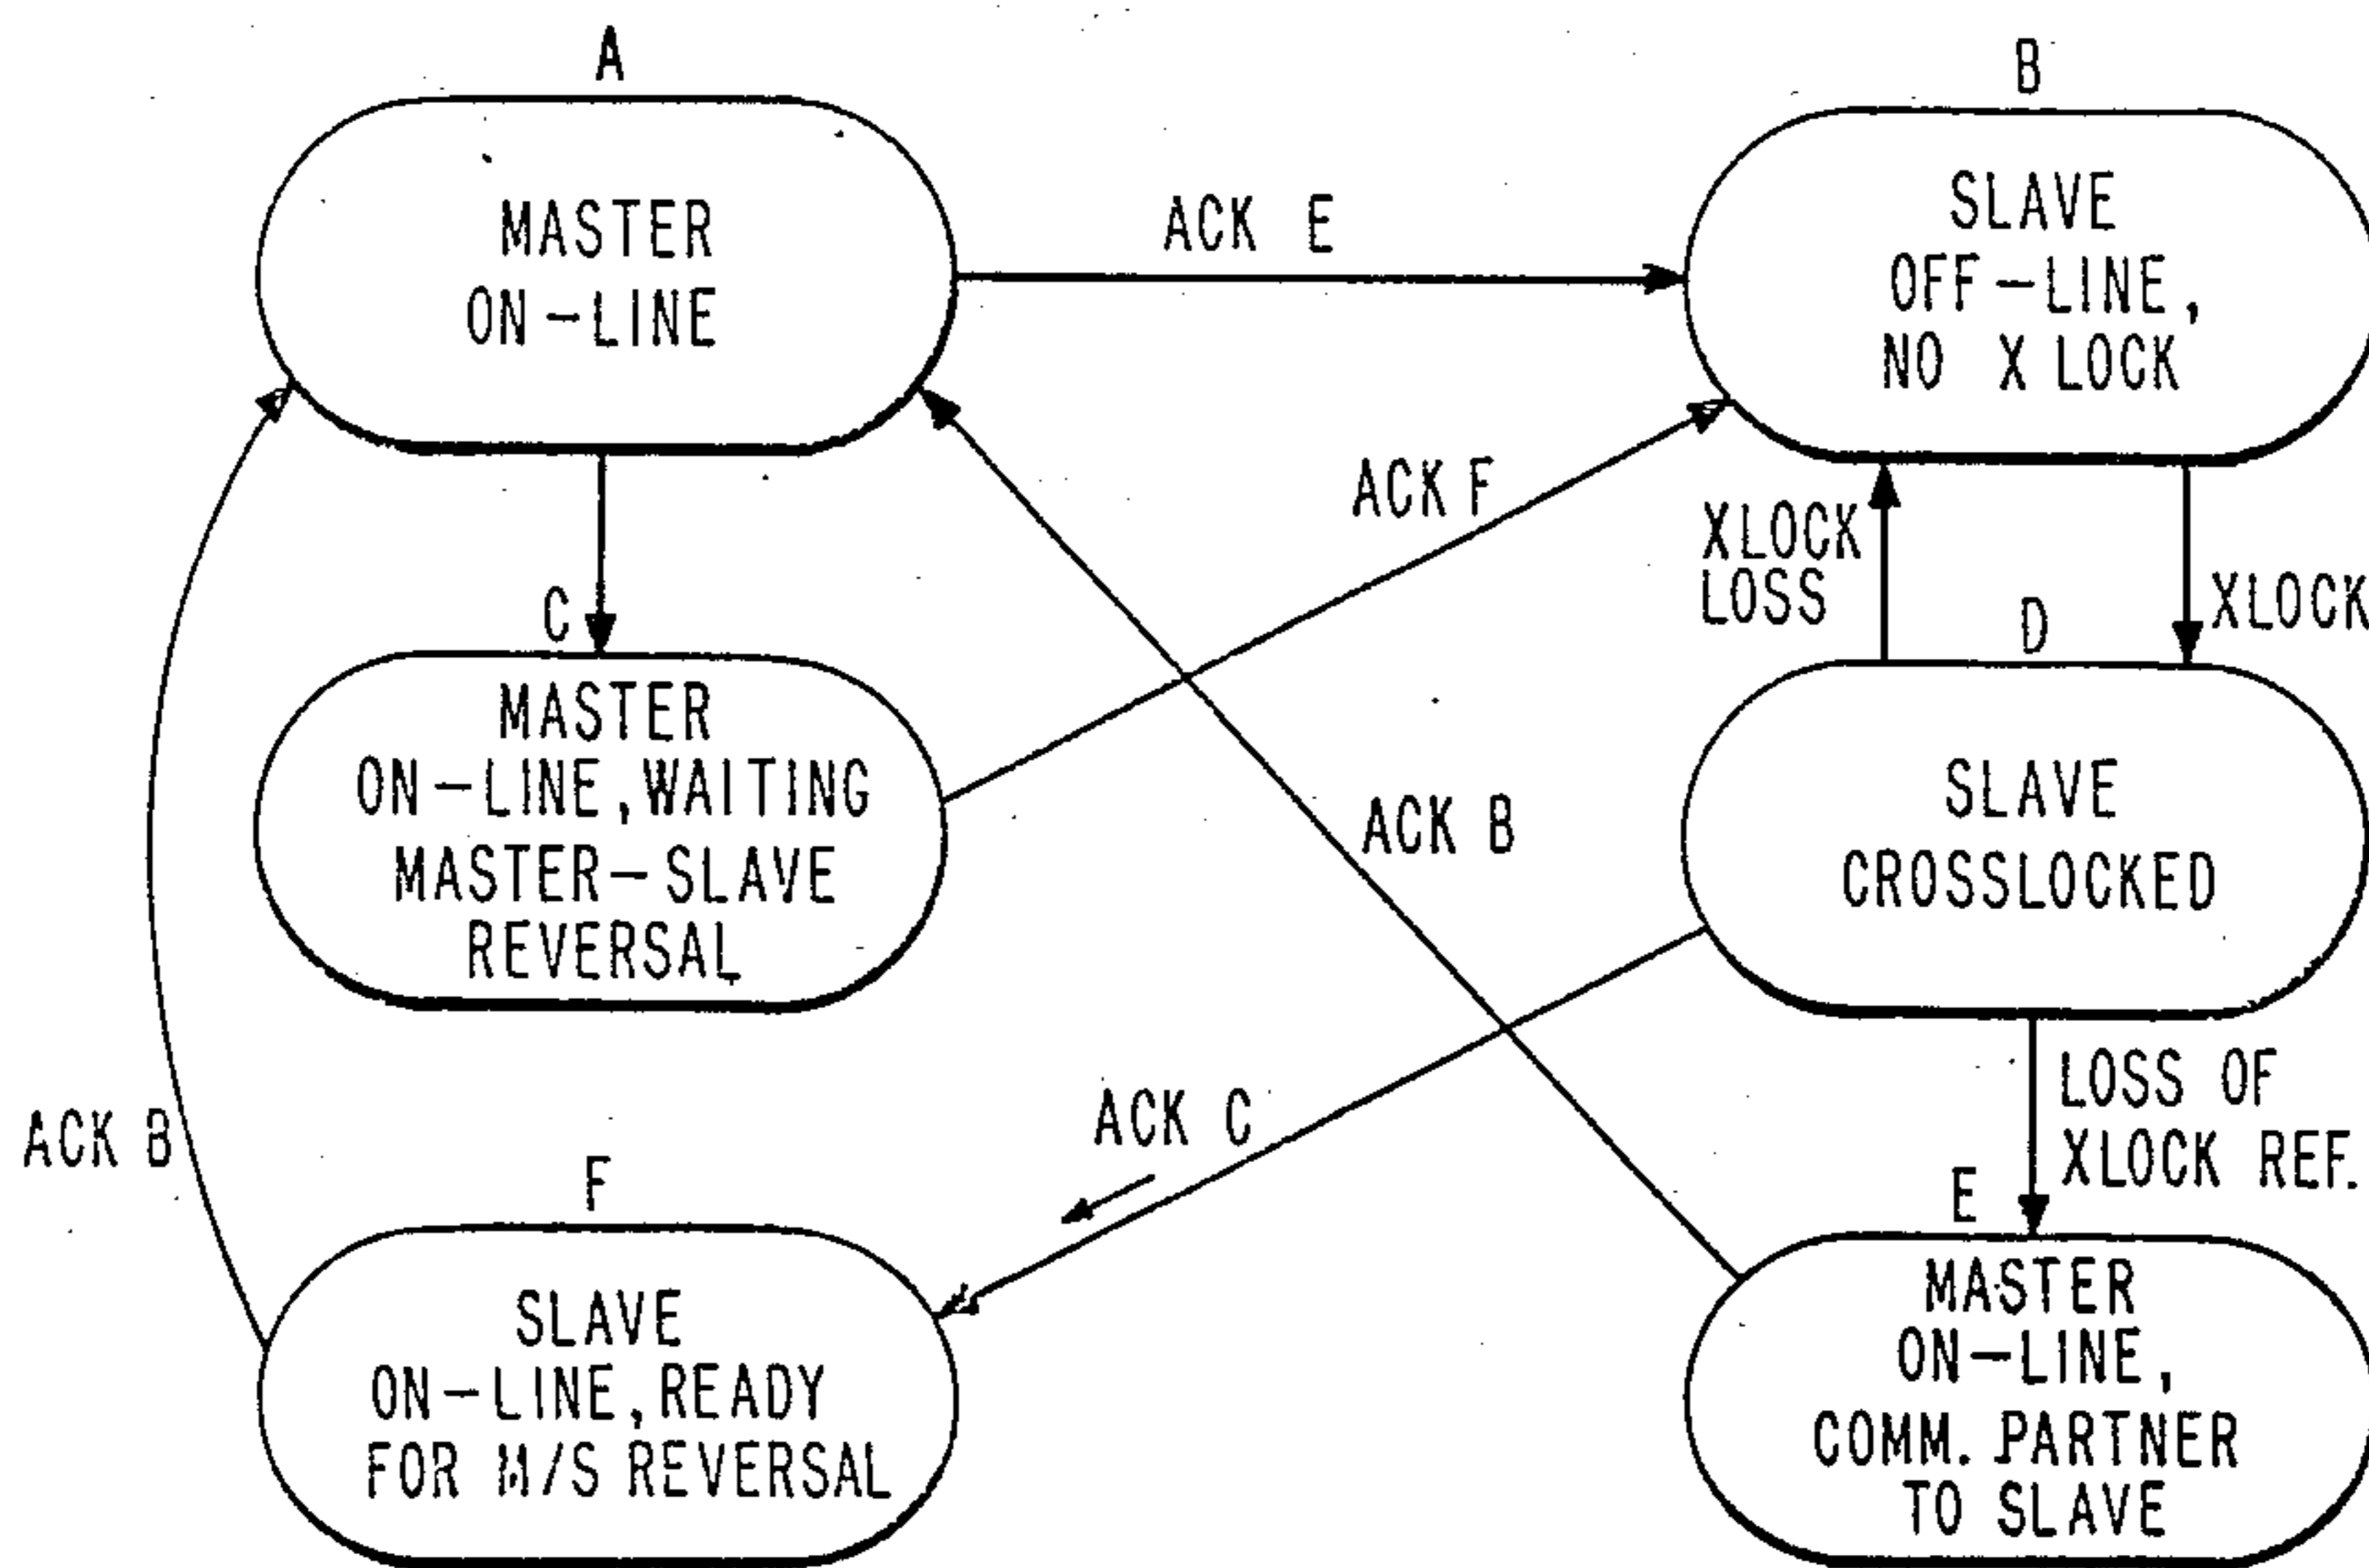 A
MASTER
ON-LINE
ACK E
B
SLAVE
OFF-LINE,
NO X LOCK
ACK F
XLOCK
LOSS
XLOCK
C
MASTER
ON-LINE, WAITING
MASTER-SLAVE
REVERSAL
ACK B
D
SLAVE
CROSSLOCKED
ACK B
ACK C
LOSS OF
XLOCK REF.
F
SLAVE
ON-LINE, READY
FOR M/S REVERSAL
E
MASTER
ON-LINE,
COMM. PARTNER
TO SLAVE